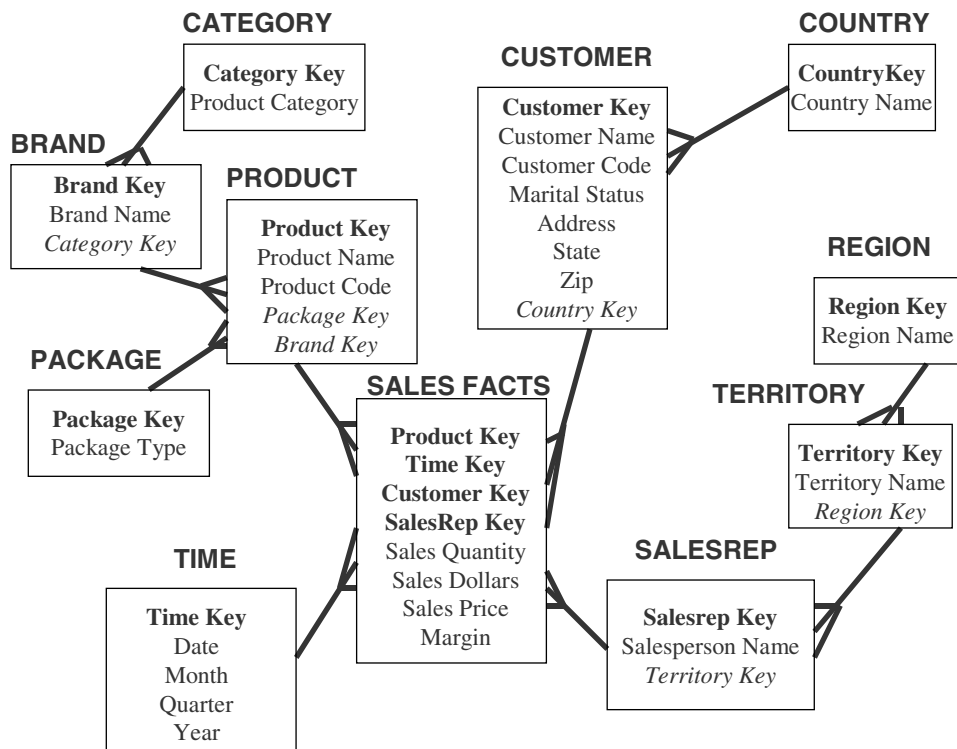 CATEGORY
Category Key
Product Category
BRAND
Brand Key
Brand Name
Category Key
PRODUCT
Product Key
Product Name
Product Code
Package Key
Brand Key
PACKAGE
Package Key
Package Type
CUSTOMER
Customer Key
Customer Name
Customer Code
Marital Status
Address
State
Zip
Country Key
COUNTRY
CountryKey
Country Name
REGION
Region Key
Region Name
TERRITORY
Territory Key
Territory Name
Region Key
SALES FACTS
Product Key
Time Key
Customer Key
SalesRep Key
Sales Quantity
Sales Dollars
Sales Price
Margin
TIME
Time Key
Date
Month
Quarter
Year
SALESREP
Salesrep Key
Salesperson Name
Territory Key